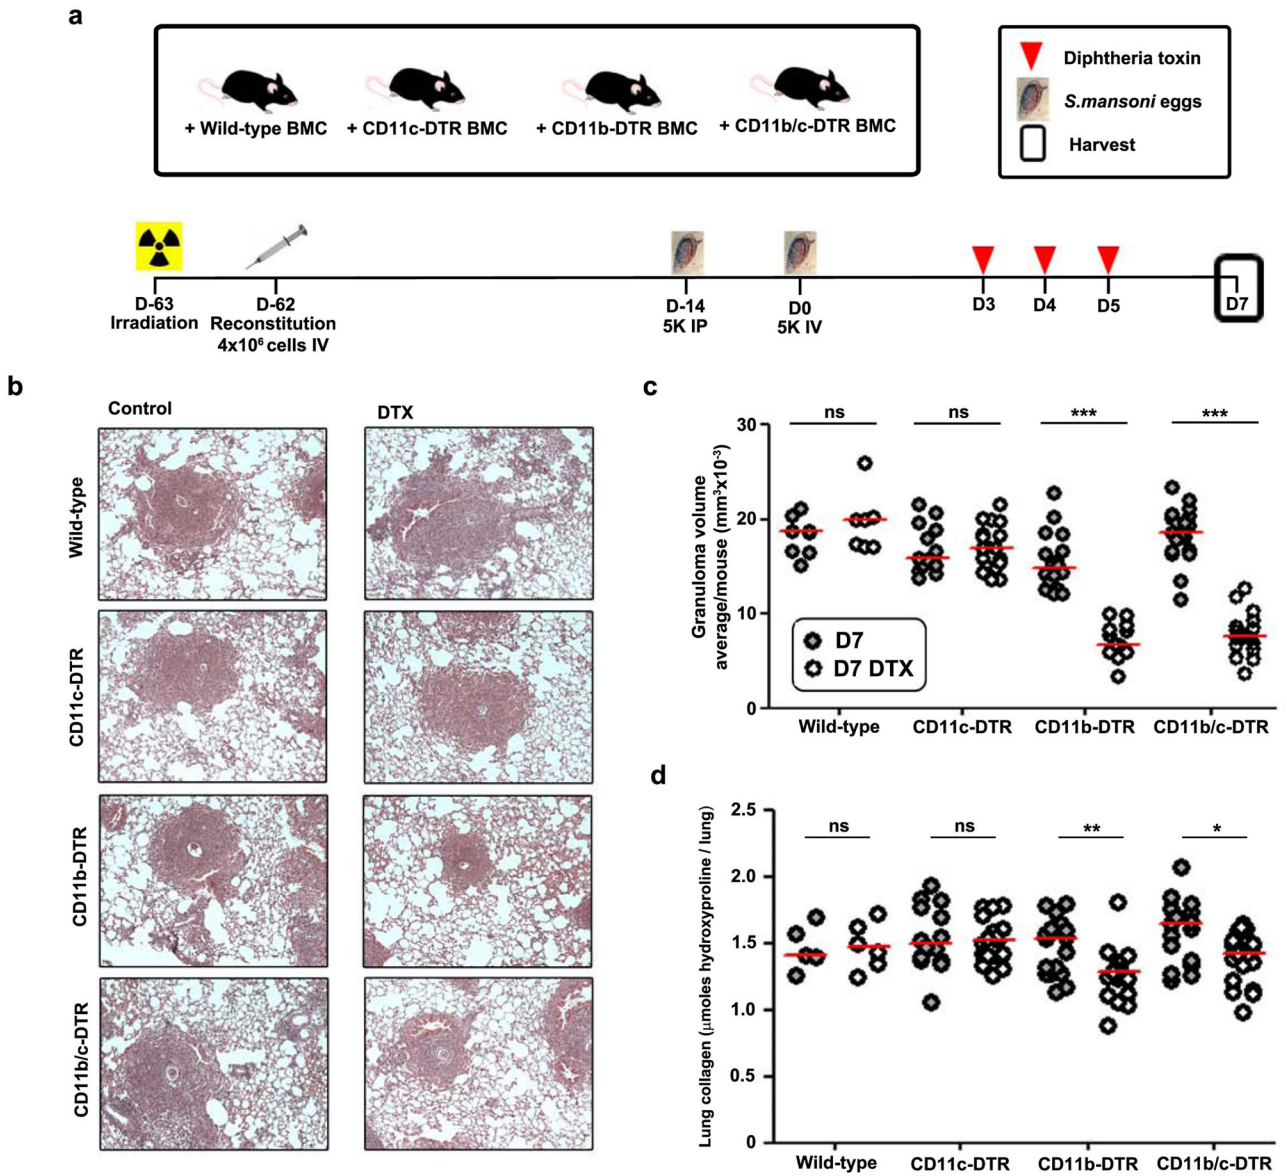 a
+ Wild-type BMC
+ CD11c-DTR BMC
+ CD11b-DTR BMC
+ CD11b/c-DTR BMC
Diphtheria toxin
S.mansoni eggs
Harvest
D-63
Irradiation
D-62
Reconstitution
4x10⁶ cells IV
D-14
5K IP
D0
5K IV
D3
D4
D5
D7
b
Control
DTX
Wild-type
CD11c-DTR
CD11b-DTR
CD11b/c-DTR
c
Granuloma volume
average/mouse (mm³x10⁻³)
30
20
10
0
ns
ns
***
***
D7
D7 DTX
Wild-type
CD11c-DTR
CD11b-DTR
CD11b/c-DTR
d
Lung collagen (µmoles hydroxyproline / lung)
2.5
2.0
1.5
1.0
0.5
0
ns
ns
**
*
Wild-type
CD11c-DTR
CD11b-DTR
CD11b/c-DTR